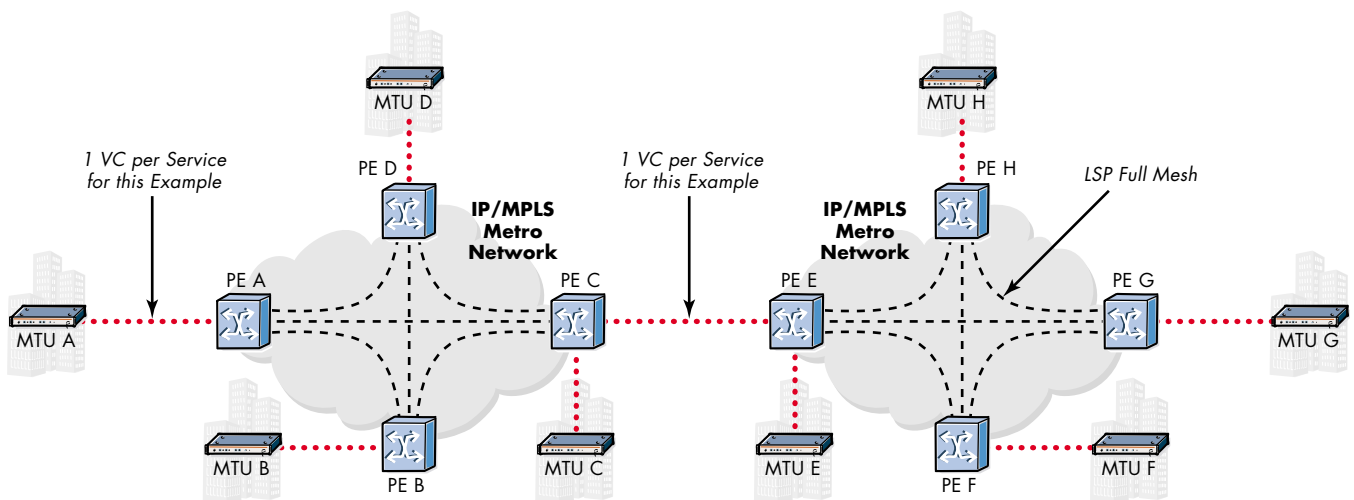 MTU D
MTU H
1 VC per Service
for this Example
PE D
1 VC per Service
for this Example
PE H
LSP Full Mesh
IP/MPLS
Metro
Network
IP/MPLS
Metro
Network
PE A
PE C
PE E
PE G
MTU A
MTU G
MTU B
PE B
MTU C
MTU E
PE F
MTU F